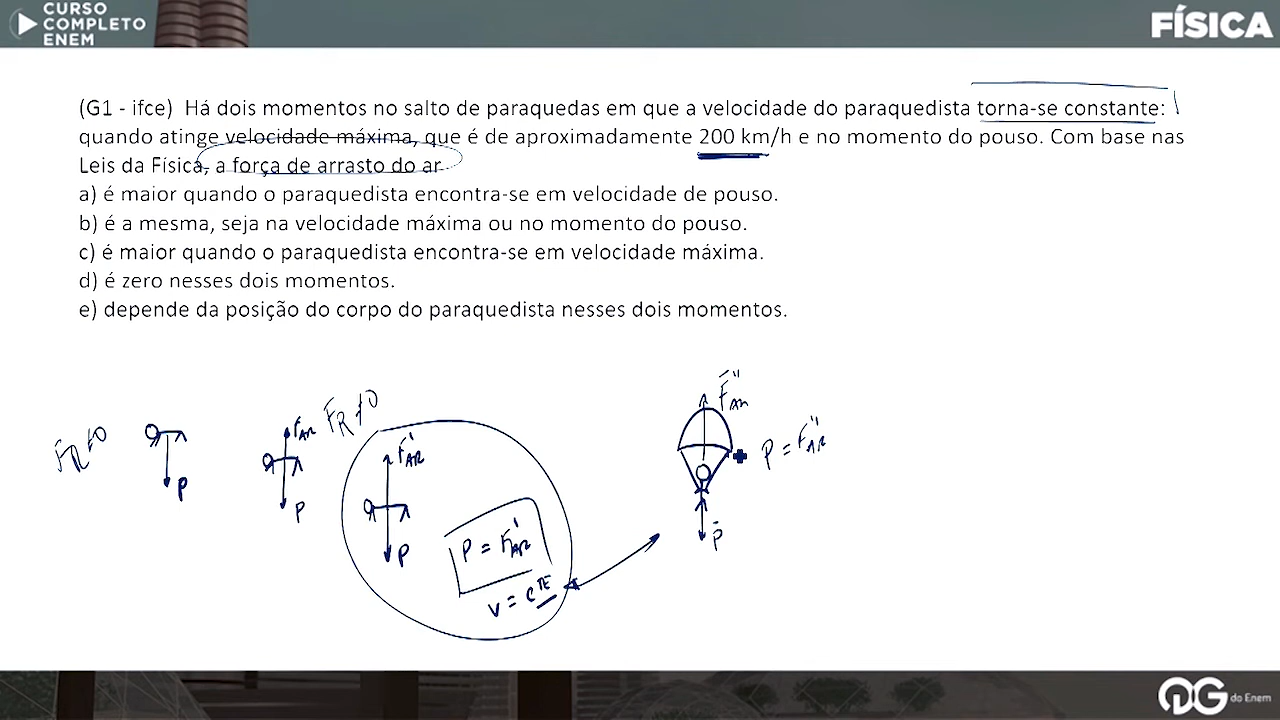 CURSO
COMPLETO
ENEM
FÍSICA
(G1 - ifce) Há dois momentos no salto de paraquedas em que a velocidade do paraquedista torna-se constante:
quando atinge velocidade máxima, que é de aproximadamente 200 km/h e no momento do pouso. Com base nas
Leis da Física, a força de arrasto do ar
a) é maior quando o paraquedista encontra-se em velocidade de pouso.
b) é a mesma, seja na velocidade máxima ou no momento do pouso.
c) é maior quando o paraquedista encontra-se em velocidade máxima.
d) é zero nesses dois momentos.
e) depende da posição do corpo do paraquedista nesses dois momentos.
FR≠0
P
FAR
FR≠0
P
F'AR
P
P = F'AR
V = CTE
F''AR
P = F''AR
P
QG do Enem